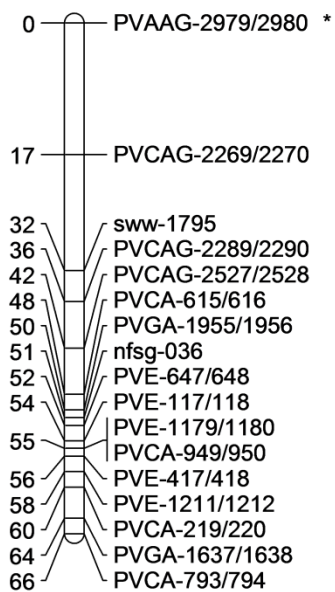 0 PVAAG-2979/2980 *
17 PVCAG-2269/2270
32 sww-1795
36 PVCAG-2289/2290
42 PVCAG-2527/2528
48 PVCA-615/616
50 PVGA-1955/1956
51 nfsg-036
52 PVE-647/648
54 PVE-117/118
55 PVE-1179/1180
PVCA-949/950
56 PVE-417/418
58 PVE-1211/1212
60 PVCA-219/220
64 PVGA-1637/1638
66 PVCA-793/794